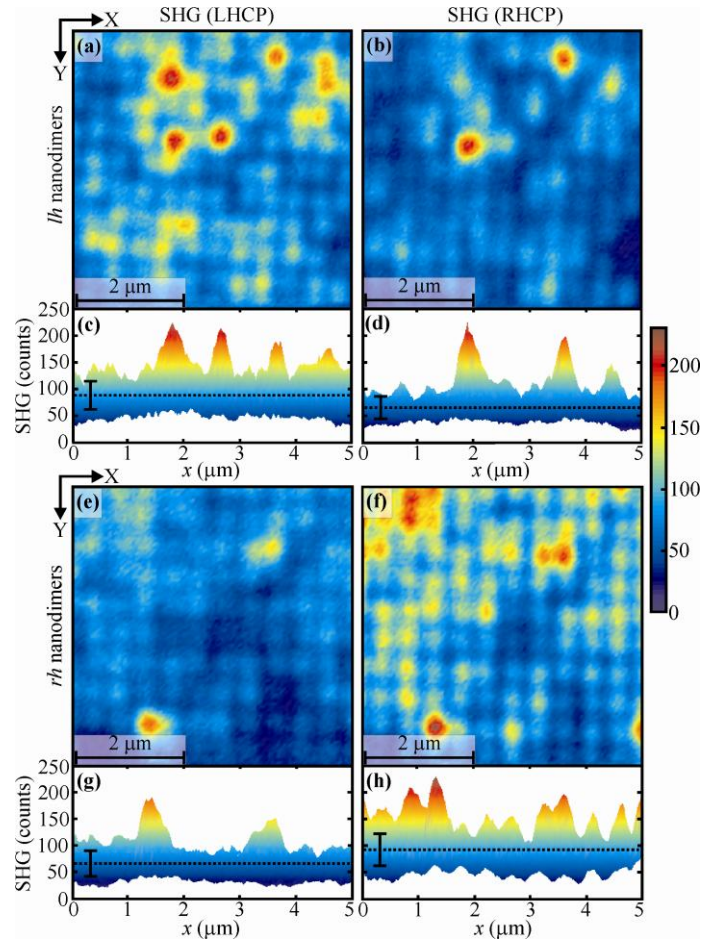 SHG (LHCP)
SHG (RHCP)
X
Y
(a)
(b)
lh nanodimers
2 μm
2 μm
SHG (counts)
250
200
150
100
50
0
(c)
(d)
0 1 2 3 4 5
0 1 2 3 4 5
x (μm)
x (μm)
200
150
100
50
0
X
Y
(e)
(f)
rh nanodimers
2 μm
2 μm
SHG (counts)
250
200
150
100
50
0
(g)
(h)
0 1 2 3 4 5
0 1 2 3 4 5
x (μm)
x (μm)